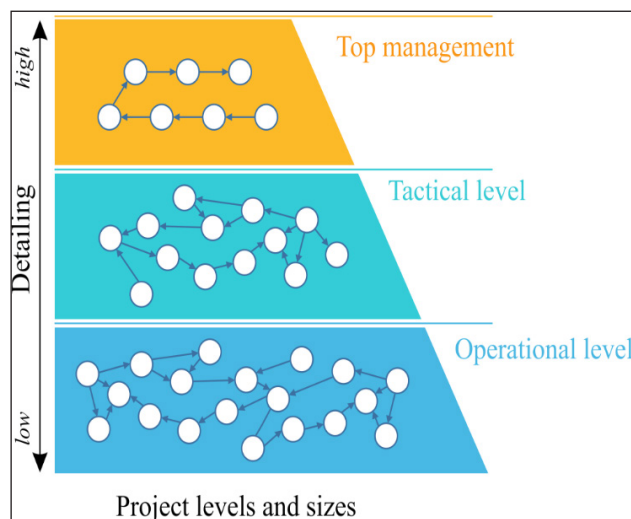 Top management
high
Tactical level
Detailing
Operational level
low
Project levels and sizes